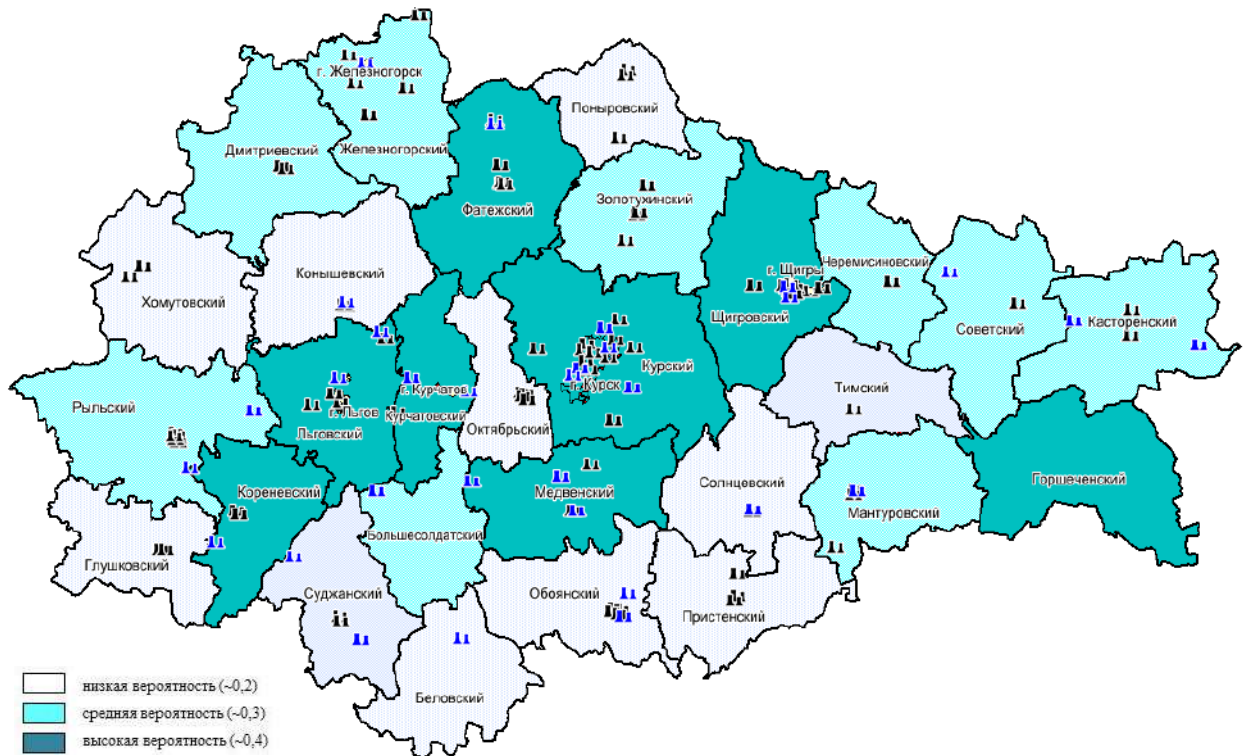 г. Железногорск
Поныровский
Дмитриевский
Железногорский
Золотухинский
Фатежский
Конышевский
г. Щигры
Черемисиновский
Хомутовский
Щигровский
Советский
Касторенский
Курский
г. Курск
Тимский
г. Курчатов
Рыльский
г. Льгов
Курчатовский
Октябрьский
Льговский
Солнцевский
Горшеченский
Кореневский
Медвенский
Мантуровский
Большесолдатский
Глушковский
Суджанский
Обоянский
Пристенский
Беловский
низкая вероятность (~0,2)
средняя вероятность (~0,3)
высокая вероятность (~0,4)